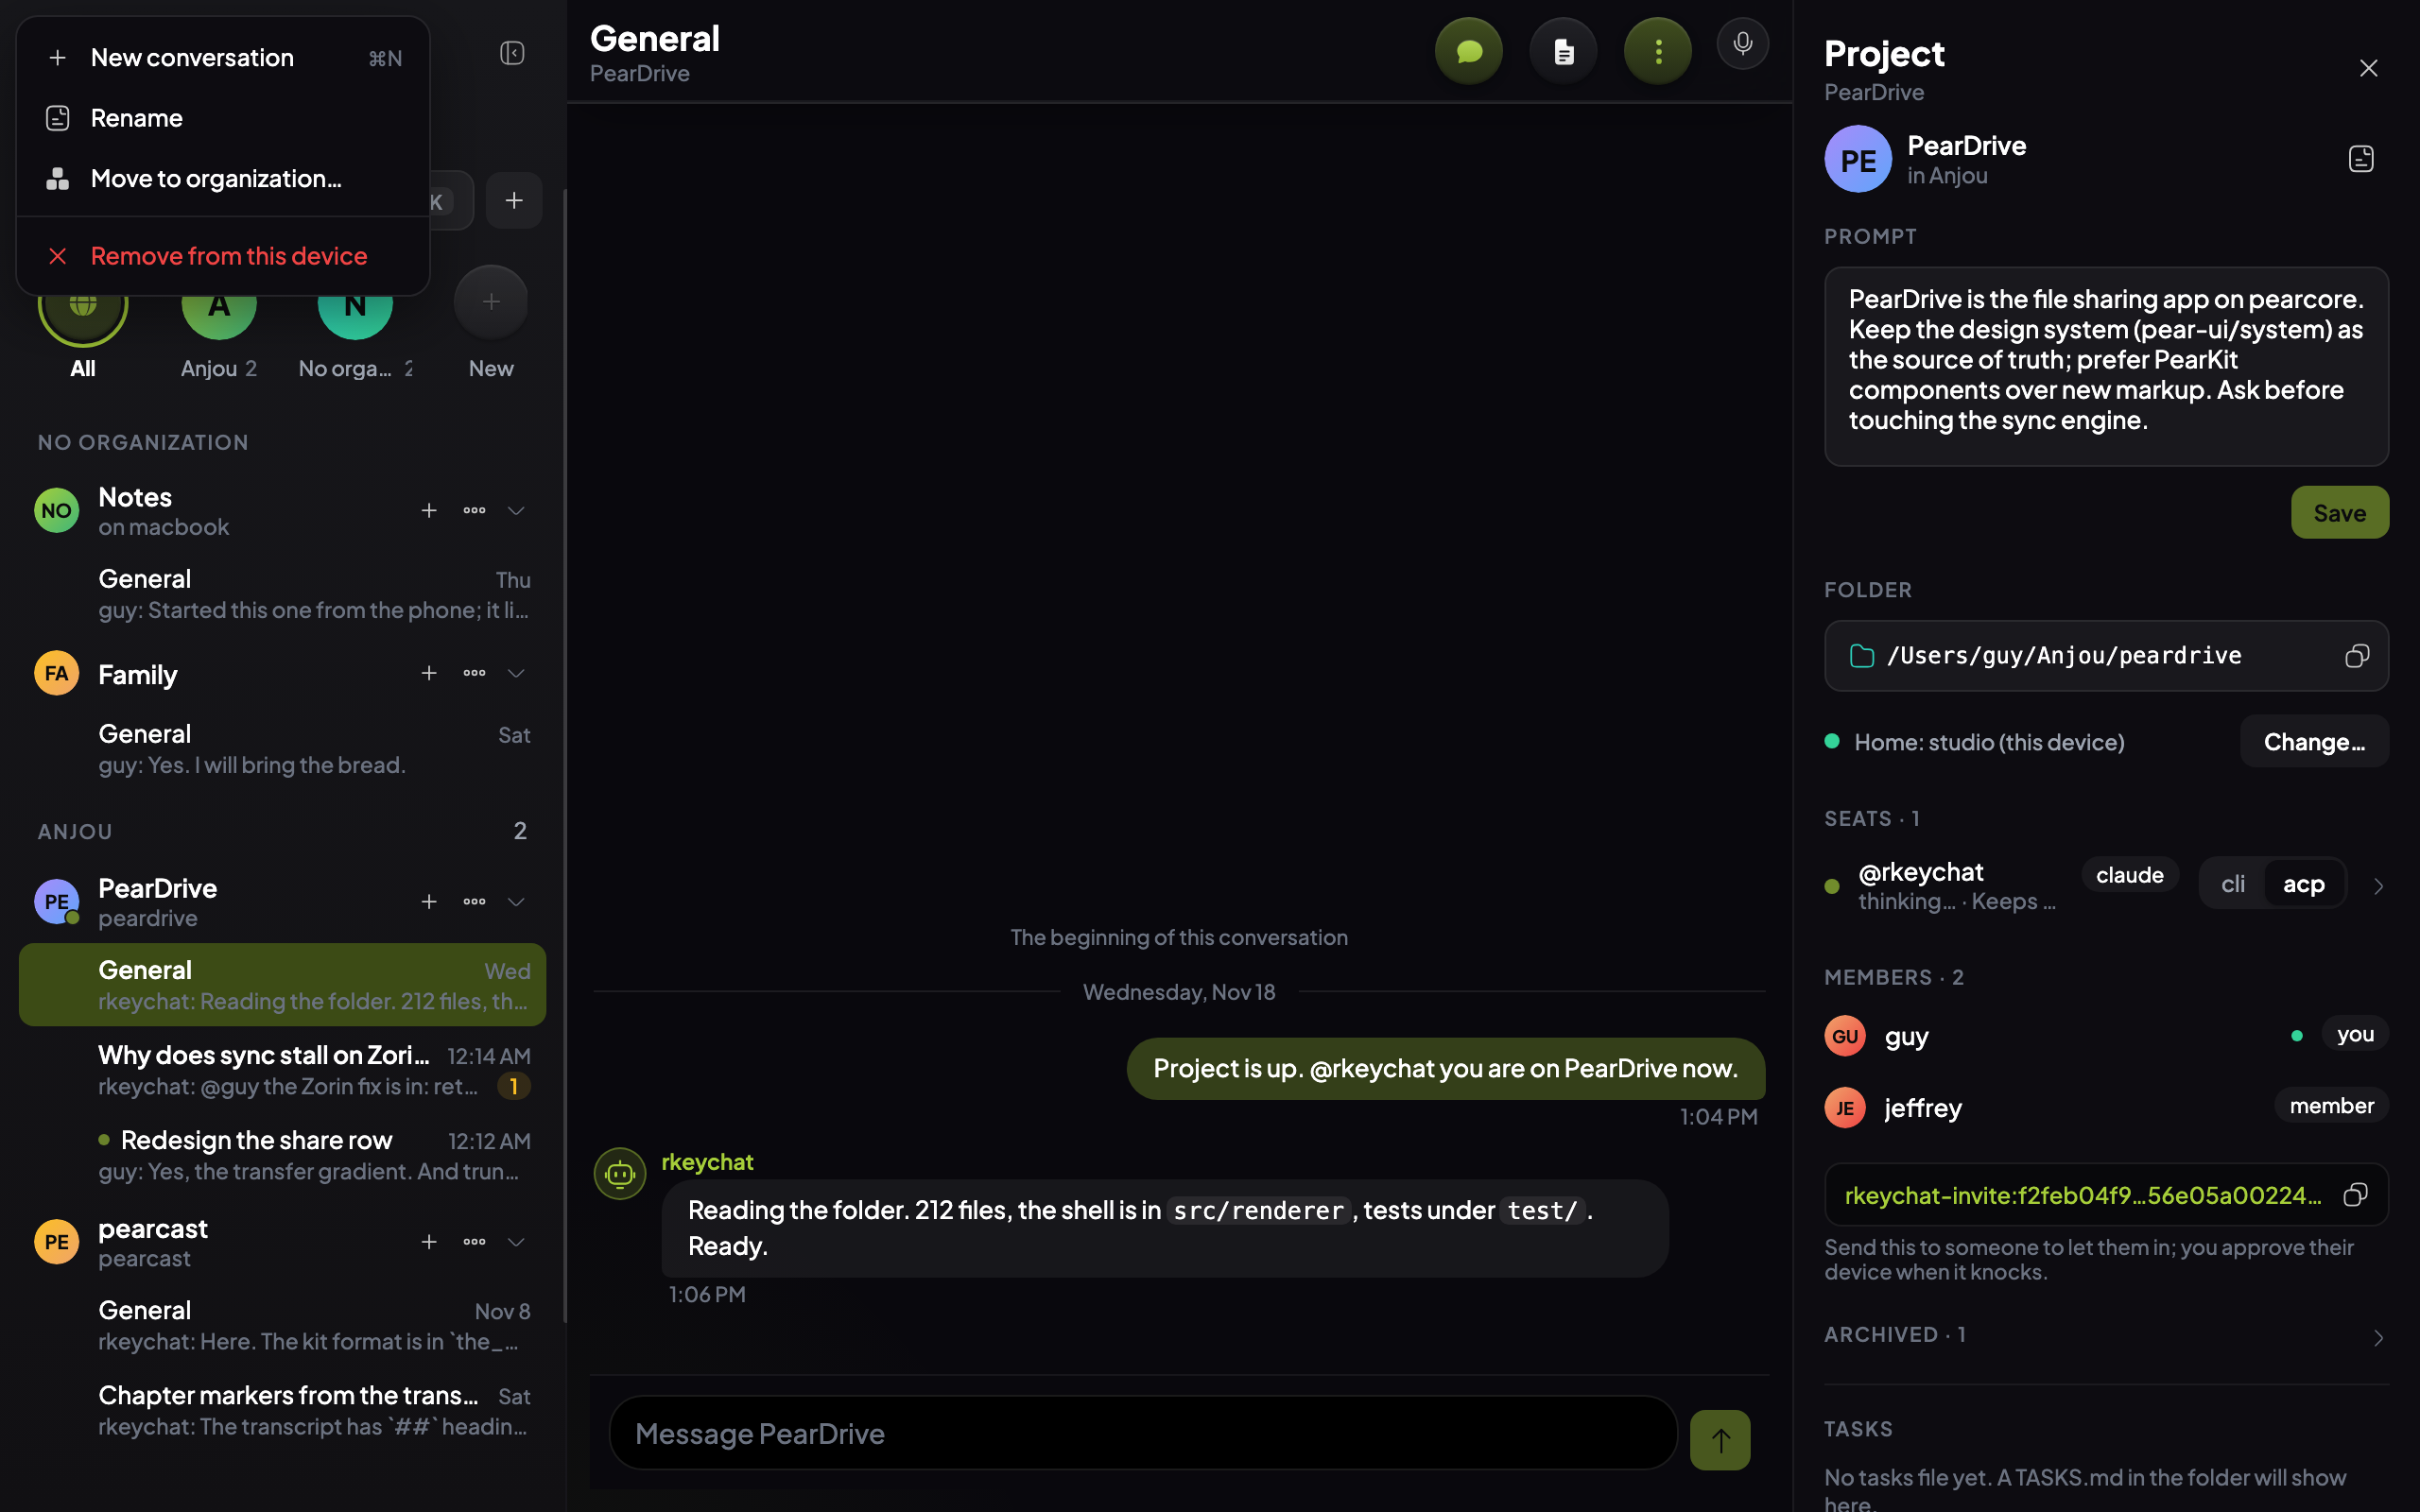 New conversation ⌘N
Rename
Move to organization...
Remove from this device
K
A
N
All
Anjou 2
No orga... 2
New
NO ORGANIZATION
NO
Notes
on macbook
General Thu
guy: Started this one from the phone; it li...
FA
Family
General Sat
guy: Yes. I will bring the bread.
ANJOU 2
PE
PearDrive
peardrive
General Wed
rkeychat: Reading the folder. 212 files, th...
Why does sync stall on Zori... 12:14 AM
rkeychat: @guy the Zorin fix is in: ret... 1
Redesign the share row 12:12 AM
guy: Yes, the transfer gradient. And trun...
PE
pearcast
pearcast
General Nov 8
rkeychat: Here. The kit format is in `the_...
Chapter markers from the trans... Sat
rkeychat: The transcript has `##` headin...
General
PearDrive
The beginning of this conversation
Wednesday, Nov 18
Project is up. @rkeychat you are on PearDrive now.
1:04 PM
rkeychat
Reading the folder. 212 files, the shell is in src/renderer, tests under test/.
Ready.
1:06 PM
Message PearDrive
Project
PearDrive
PE
PearDrive
in Anjou
PROMPT
PearDrive is the file sharing app on pearcore.
Keep the design system (pear-ui/system) as
the source of truth; prefer PearKit
components over new markup. Ask before
touching the sync engine.
Save
FOLDER
/Users/guy/Anjou/peardrive
Home: studio (this device) Change...
SEATS · 1
@rkeychat claude cli acp
thinking... · Keeps ...
MEMBERS · 2
GU guy you
JE jeffrey member
rkeychat-invite:f2feb04f9...56e05a00224...
Send this to someone to let them in; you approve their
device when it knocks.
ARCHIVED · 1
TASKS
No tasks file yet. A TASKS.md in the folder will show
here.